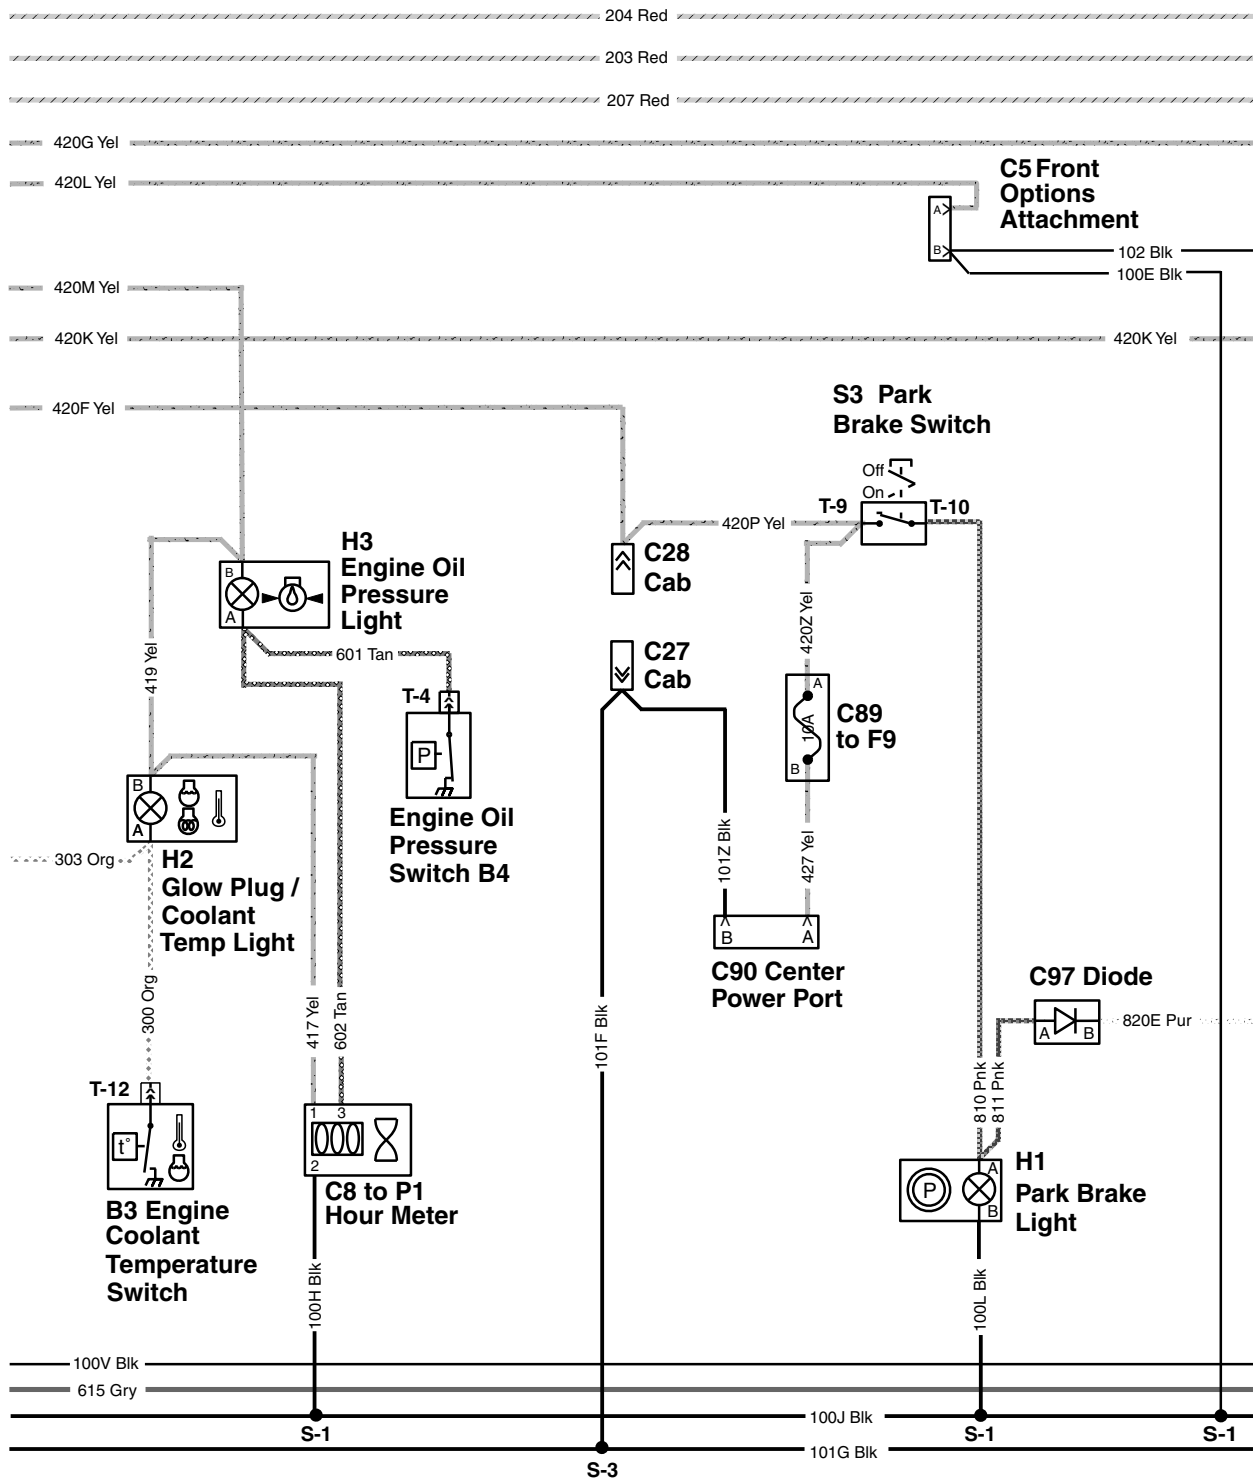 204 Red
203 Red
207 Red
420G Yel
420L Yel
C5 Front
Options
Attachment
A
B
102 Blk
100E Blk
420M Yel
420K Yel
420K Yel
420F Yel
S3 Park
Brake Switch
Off
On
T-9
T-10
420P Yel
H3
Engine Oil
Pressure
Light
B
A
C28
Cab
420Z Yel
419 Yel
601 Tan
C27
Cab
T-4
P
A
10A
B
C89
to F9
B
A
Engine Oil
Pressure
Switch B4
303 Org
H2
Glow Plug /
Coolant
Temp Light
101Z Blk
427 Yel
B
A
C90 Center
Power Port
300 Org
417 Yel
602 Tan
101F Blk
C97 Diode
A
B
820E Pur
810 Pnk
811 Pnk
T-12
t°
1
3
2
C8 to P1
Hour Meter
B3 Engine
Coolant
Temperature
Switch
P
A
B
H1
Park Brake
Light
100H Blk
100L Blk
100V Blk
615 Gry
100J Blk
S-1
S-1
S-1
101G Blk
S-3